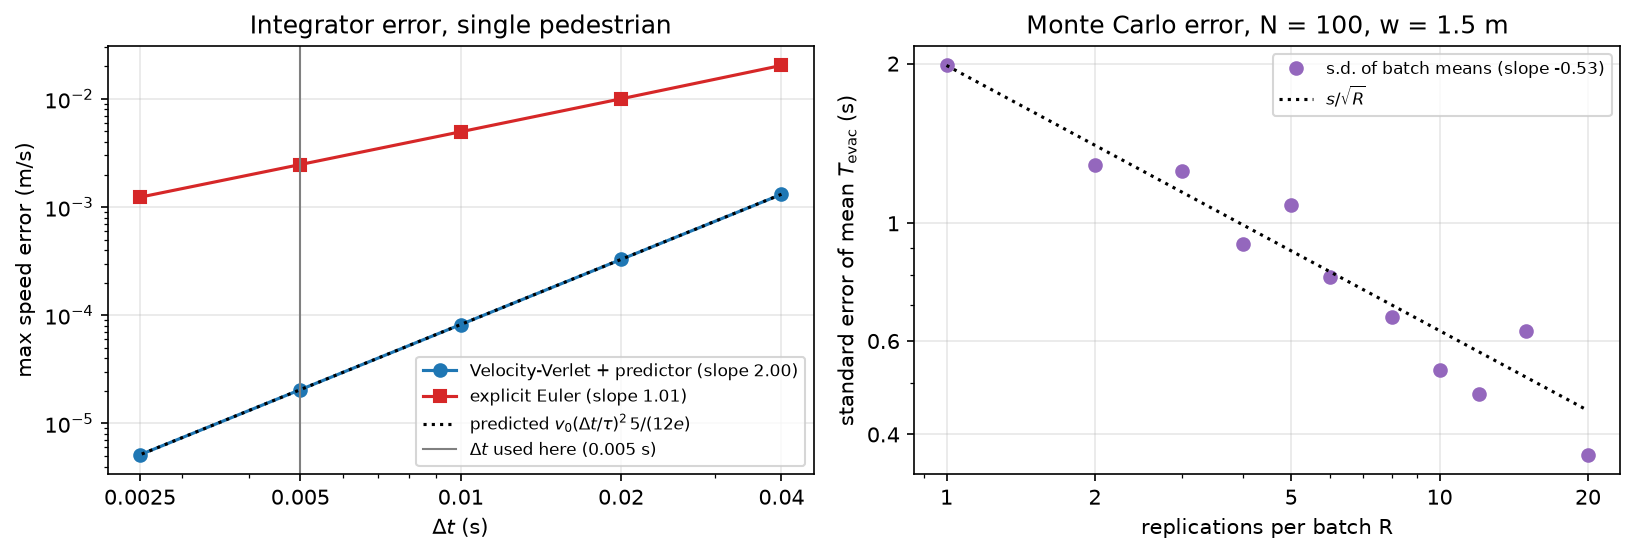 Integrator error, single pedestrian
max speed error (m/s)
10⁻²
10⁻³
10⁻⁴
10⁻⁵
Velocity-Verlet + predictor (slope 2.00)
explicit Euler (slope 1.01)
predicted v₀(Δt/τ)² 5/(12e)
Δt used here (0.005 s)
0.0025 0.005 0.01 0.02 0.04
Δt (s)
Monte Carlo error, N = 100, w = 1.5 m
standard error of mean T_evac (s)
2
1
0.6
0.4
s.d. of batch means (slope -0.53)
s/√R
1 2 5 10 20
replications per batch R